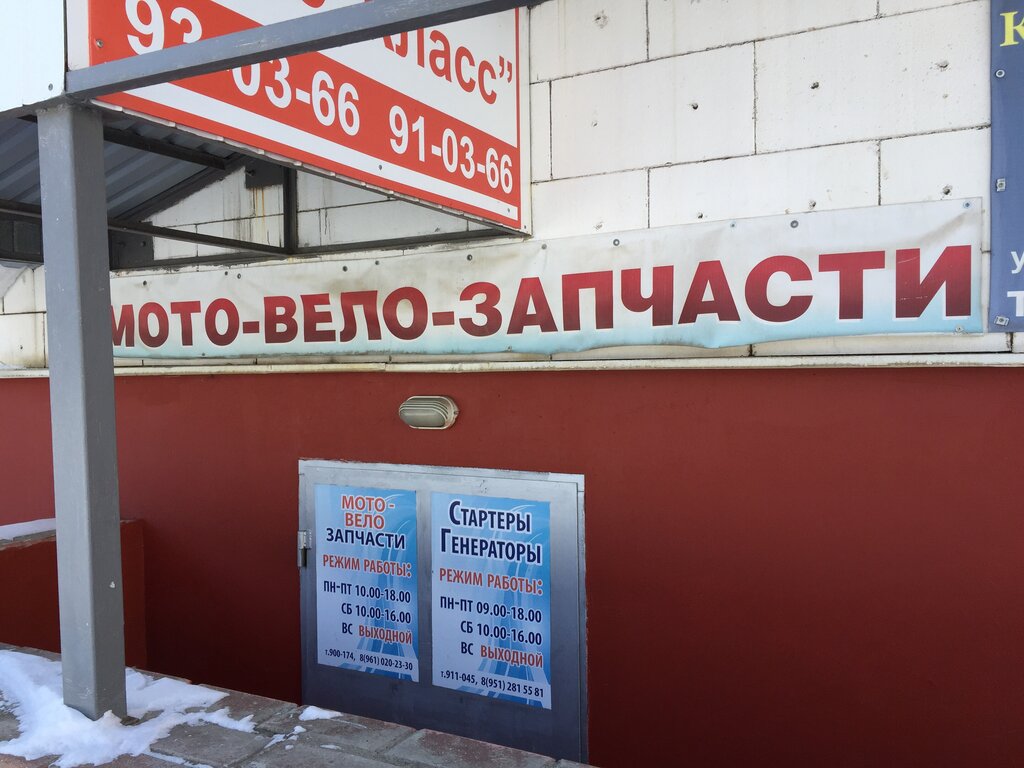 93
класс”
03-66
91-03-66
К
МОТО-ВЕЛО-ЗАПЧАСТИ
МОТО-
ВЕЛО
ЗАПЧАСТИ
РЕЖИМ РАБОТЫ:
ПН-ПТ 10.00-18.00
СБ 10.00-16.00
ВС ВЫХОДНОЙ
т.900-174, 8(961) 020-23-30
СТАРТЕРЫ
ГЕНЕРАТОРЫ
РЕЖИМ РАБОТЫ:
ПН-ПТ 09.00-18.00
СБ 10.00-16.00
ВС ВЫХОДНОЙ
т.911-045, 8(951) 281 55 81